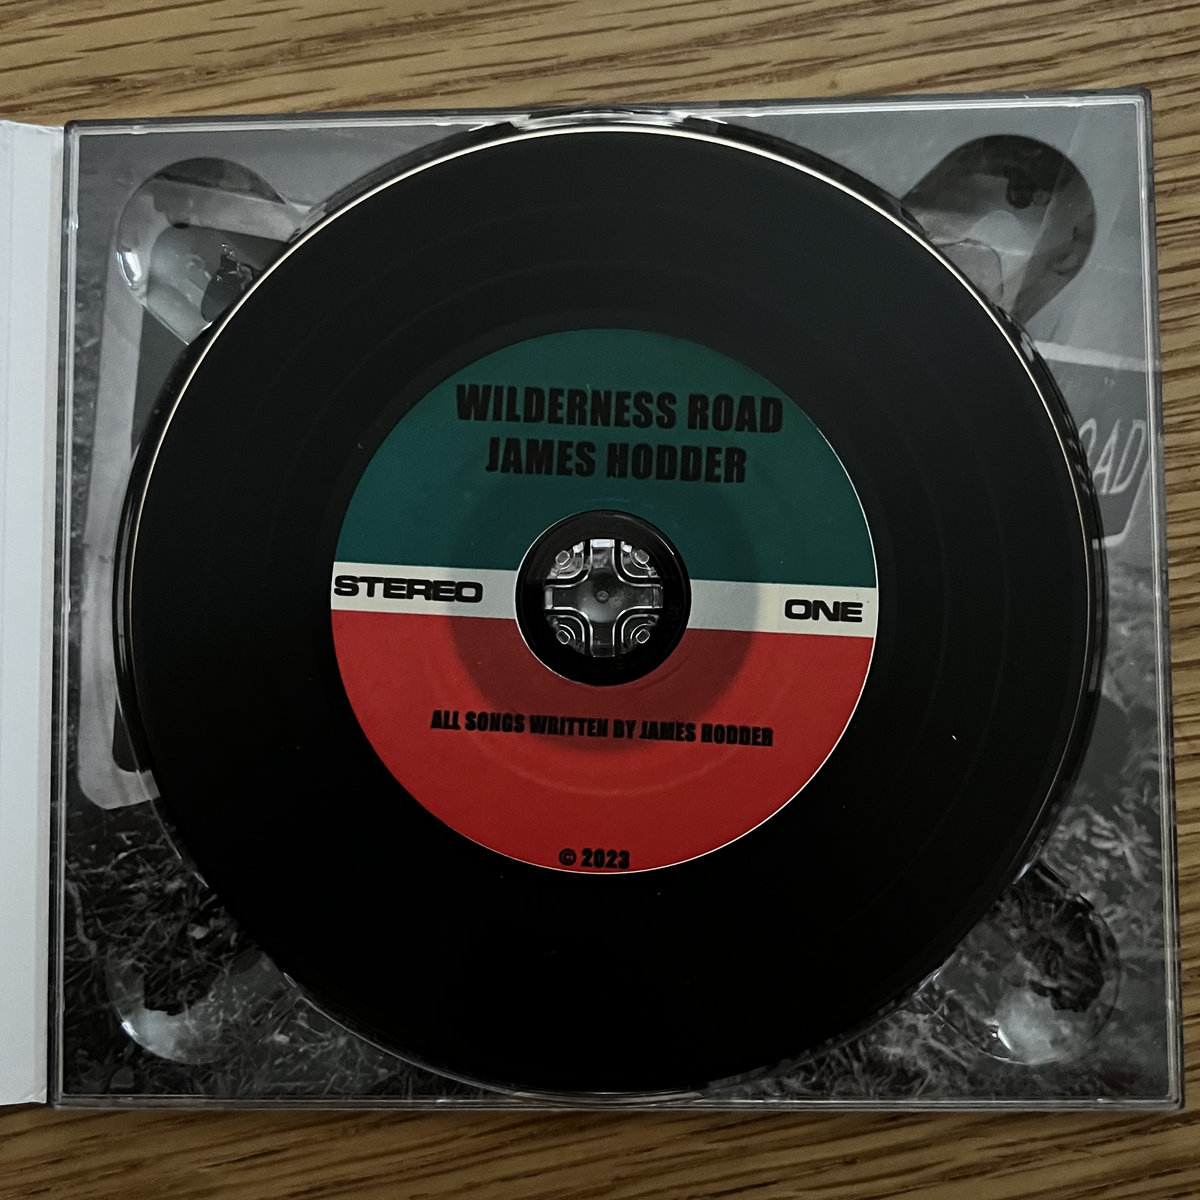 WILDERNESS ROAD
JAMES HODDER
STEREO
ONE
ALL SONGS WRITTEN BY JAMES HODDER
© 2023